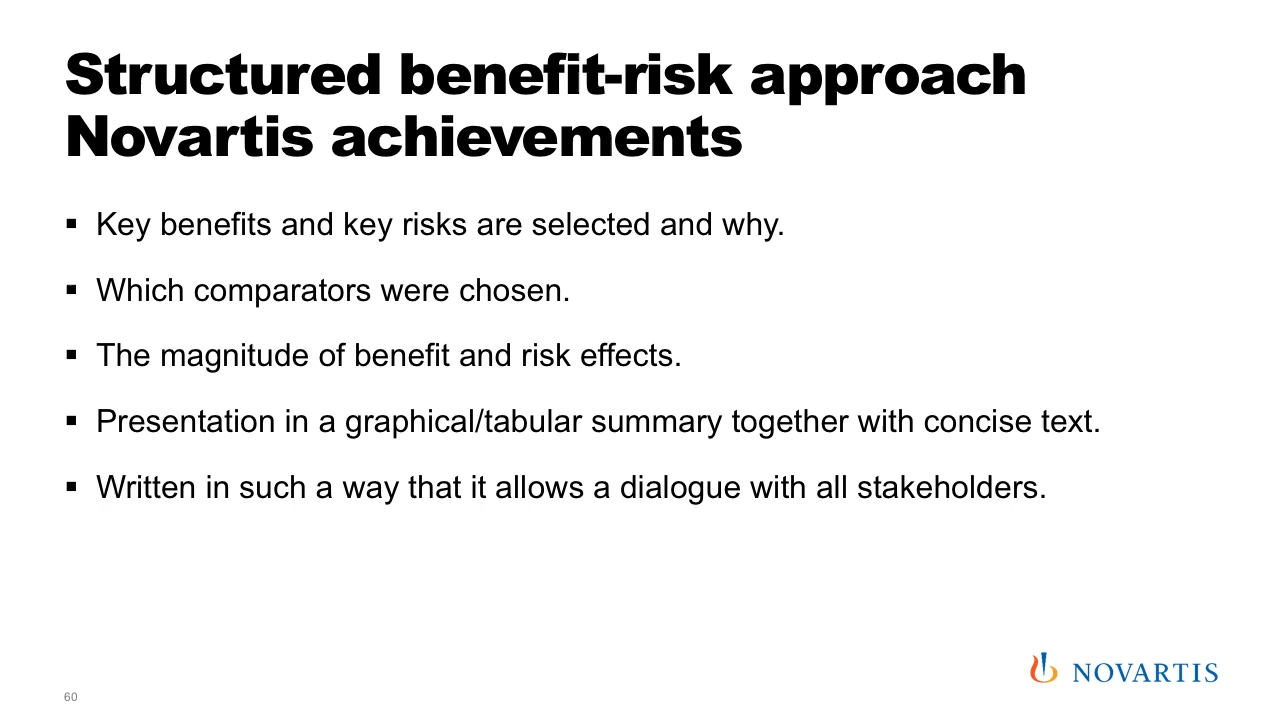 Structured benefit-risk approach
Novartis achievements
▪ Key benefits and key risks are selected and why.
▪ Which comparators were chosen.
▪ The magnitude of benefit and risk effects.
▪ Presentation in a graphical/tabular summary together with concise text.
▪ Written in such a way that it allows a dialogue with all stakeholders.
NOVARTIS
60